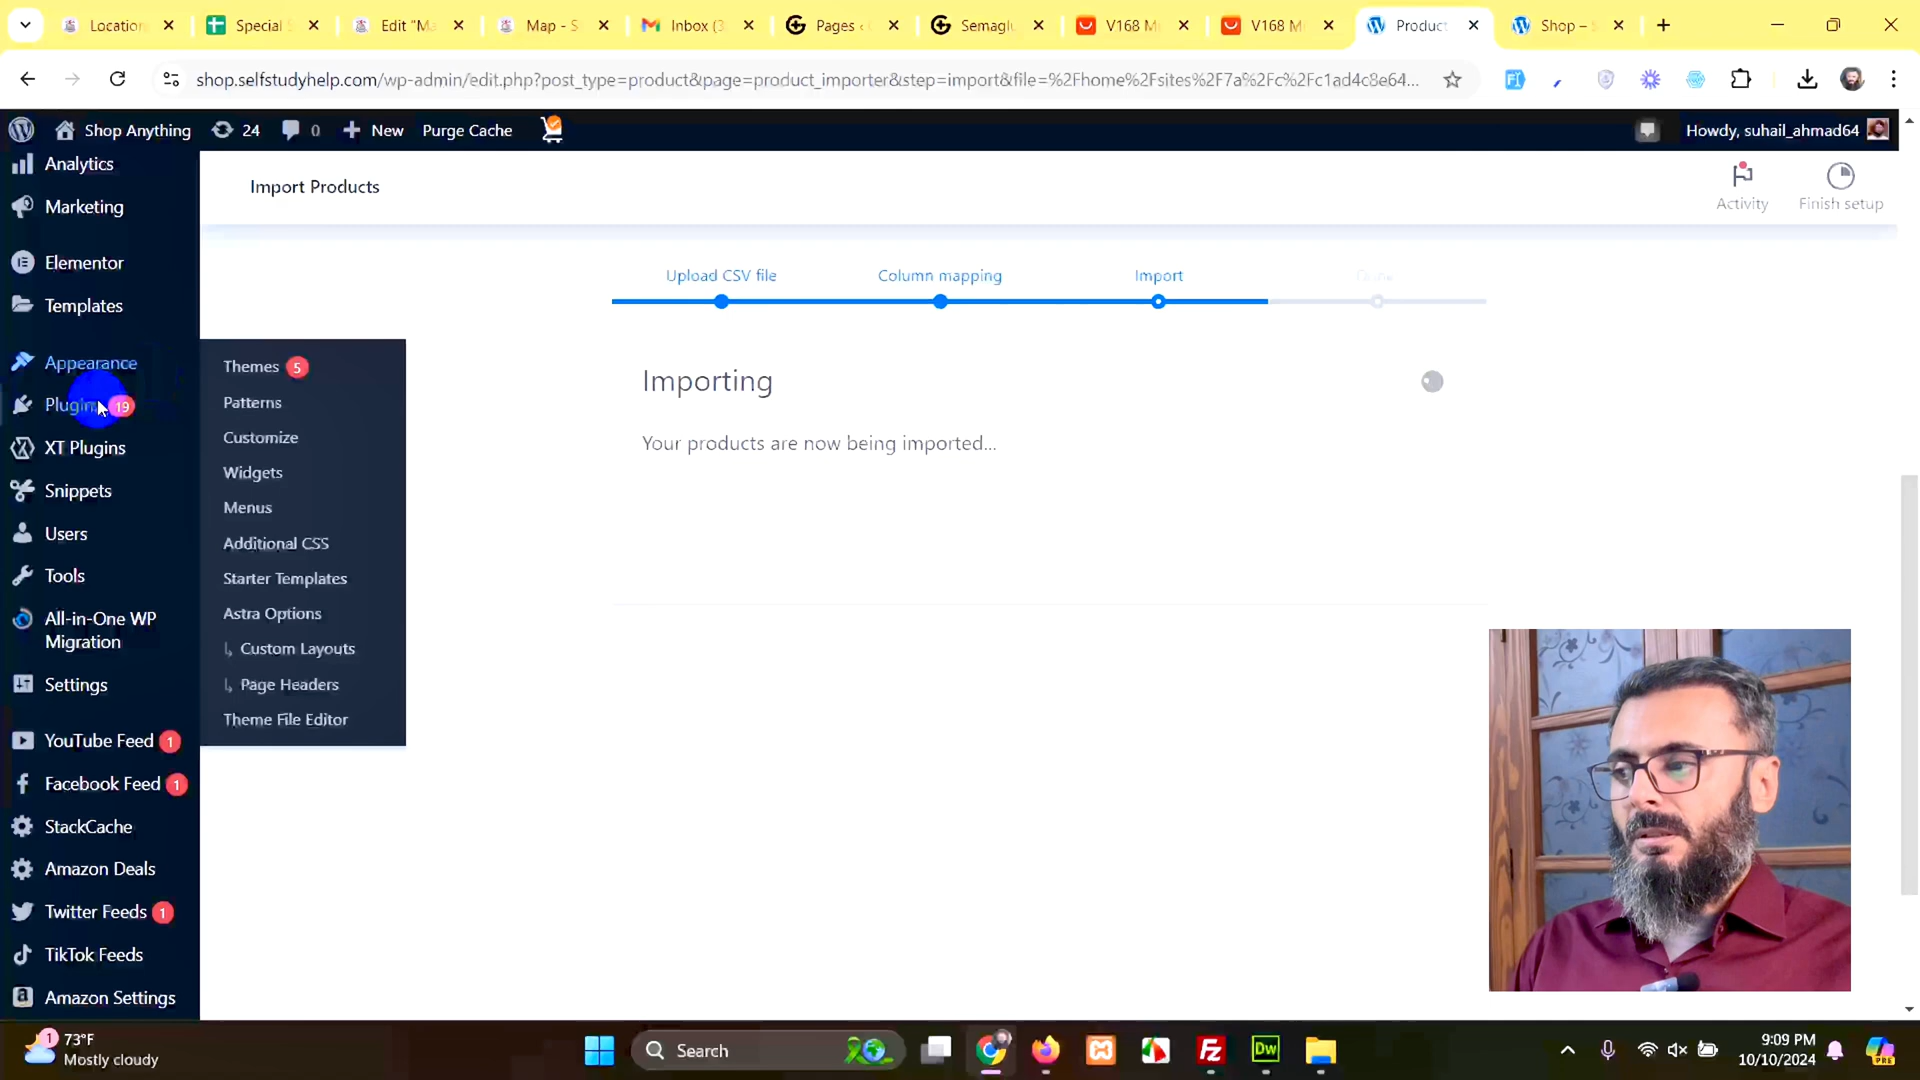 Location
Special
Edit "Ma
Map - S
Inbox (3
Pages ‹
Semaglu
V168 M
V168 M
Product
Shop –
shop.selfstudyhelp.com/wp-admin/edit.php?post_type=product&page=product_importer&step=import&file=%2Fhome%2Fsites%2F7a%2Fc%2Fc1ad4c8e64...
Shop Anything
24
0
New
Purge Cache
Howdy, suhail_ahmad64
Analytics
Marketing
Elementor
Templates
Appearance
Plugins 19
XT Plugins
Snippets
Users
Tools
All-in-One WP
Migration
Settings
YouTube Feed 1
Facebook Feed 1
StackCache
Amazon Deals
Twitter Feeds 1
TikTok Feeds
Amazon Settings
Themes 5
Patterns
Customize
Widgets
Menus
Additional CSS
Starter Templates
Astra Options
Custom Layouts
Page Headers
Theme File Editor
Import Products
Activity
Finish setup
Upload CSV file
Column mapping
Import
Done
Importing
Your products are now being imported...
73°F
Mostly cloudy
Search
9:09 PM
10/10/2024